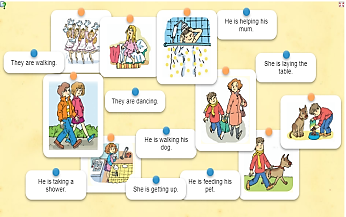 He is helping his
mum.
They are walking.
She is laying the
table.
They are dancing.
He is walking his
dog.
He is taking a
shower.
She is getting up.
He is feeding his
pet.